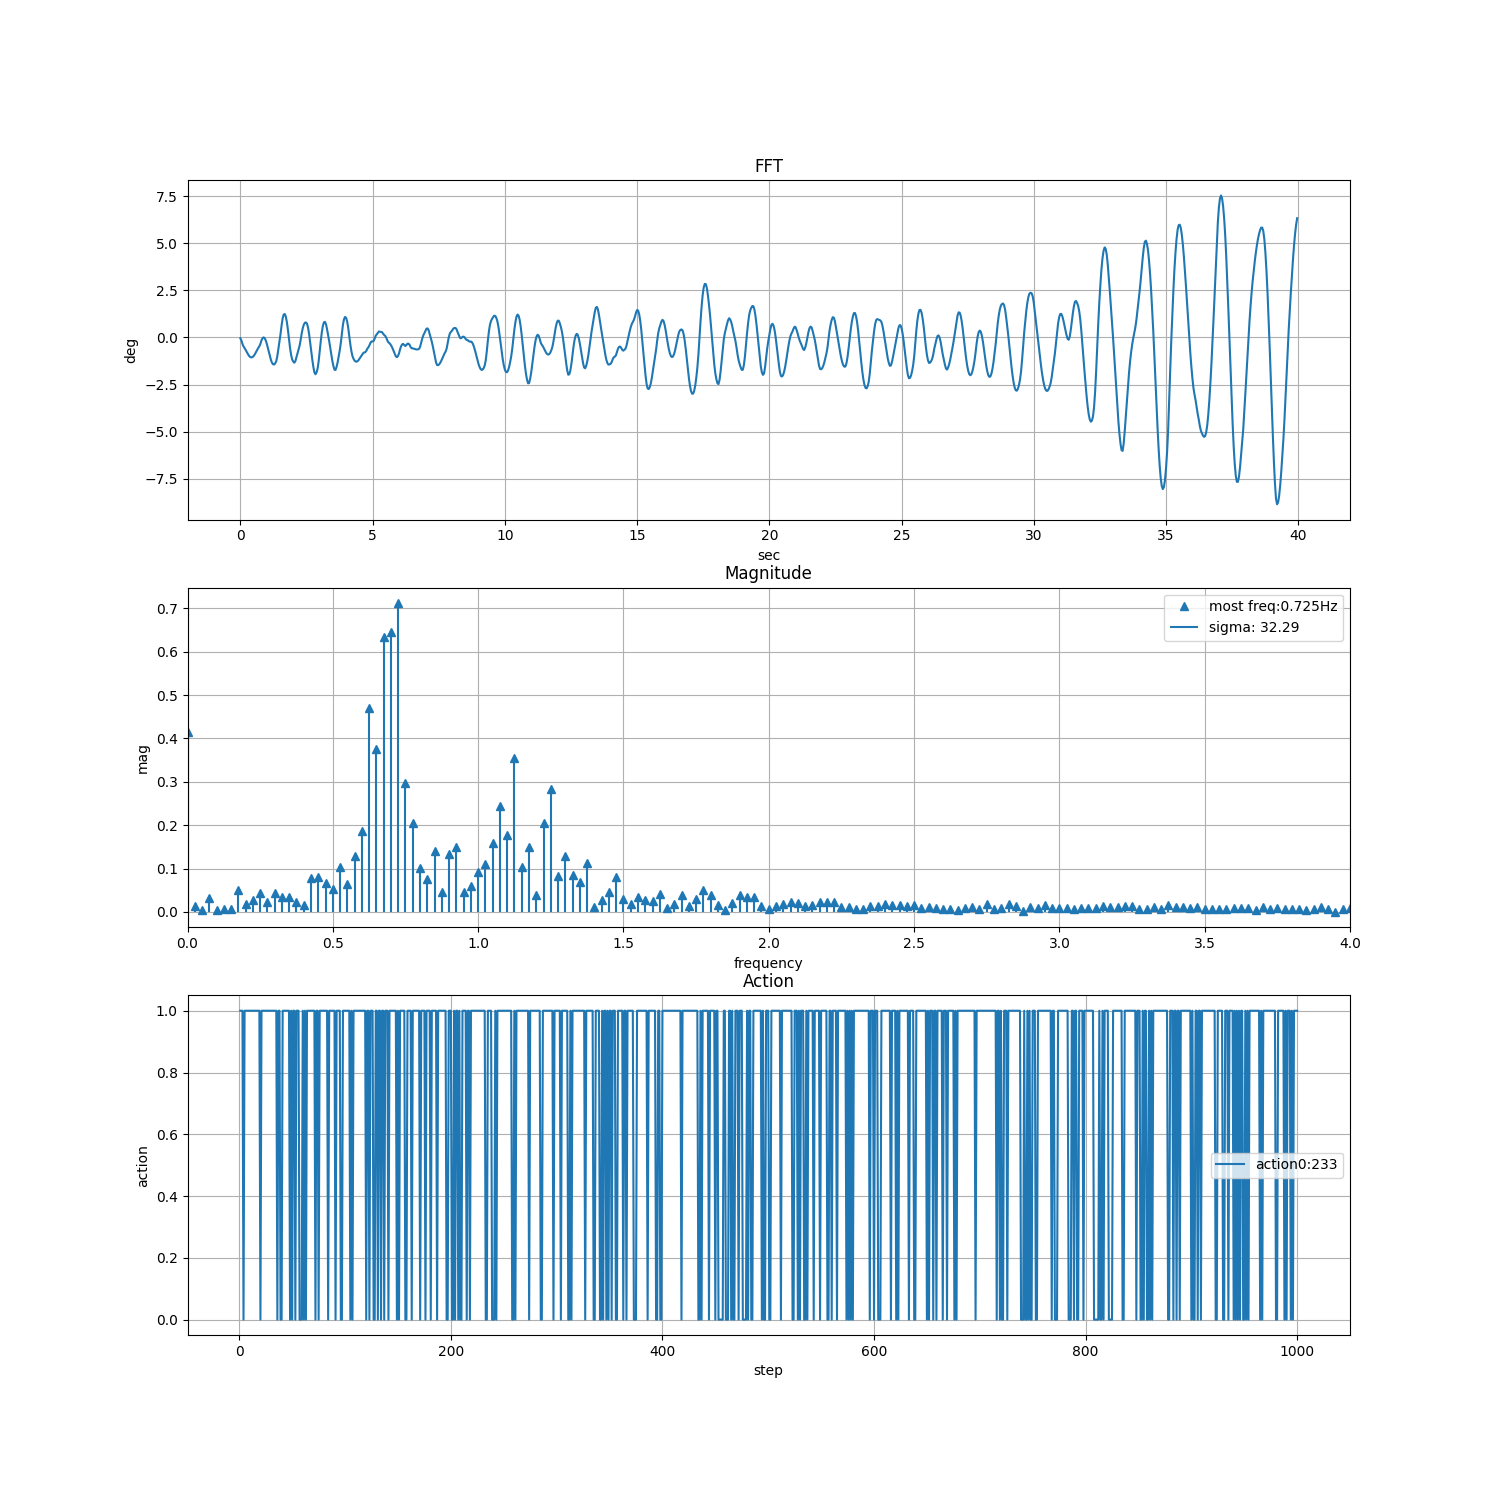 FFT
7.5
5.0
2.5
0.0
−2.5
−5.0
−7.5
deg
0 5 10 15 20 25 30 35 40
sec
Magnitude
0.7
0.6
0.5
0.4
0.3
0.2
0.1
0.0
mag
most freq:0.725Hz
sigma: 32.29
0.0 0.5 1.0 1.5 2.0 2.5 3.0 3.5 4.0
frequency
Action
1.0
0.8
0.6
0.4
0.2
0.0
action
action0:233
0 200 400 600 800 1000
step